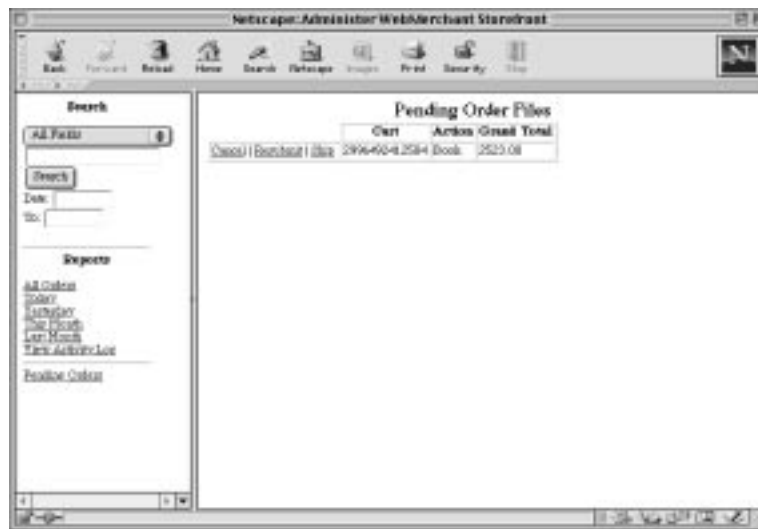 Netscape: Administer WebMerchant Storefront
Back Forward Reload Home Search Netscape Images Print Security Stop
Search
All Fields
Search
Date:
To:
Reports
All Orders
Today
Yesterday
This Month
Last Month
View Activity Log
Pending Orders
Pending Order Files
Cart Action Grand Total
Cancel | | Ship Book 2523.00